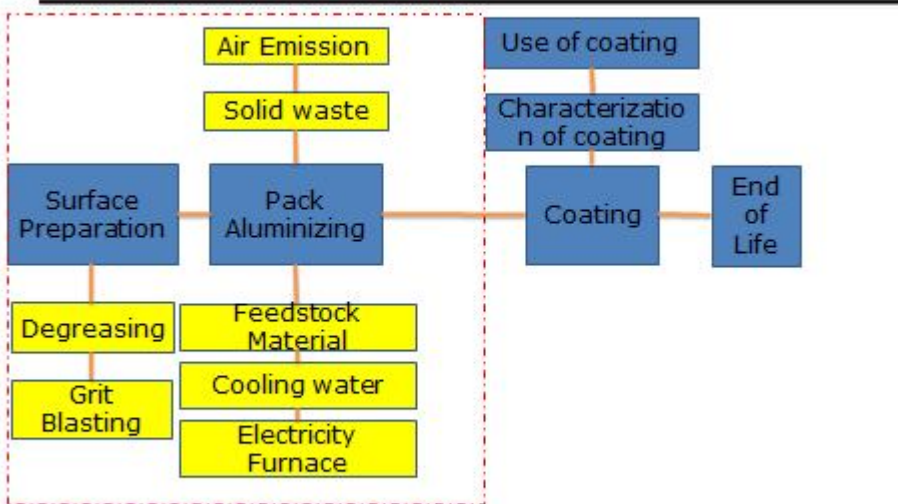 Air Emission
Solid waste
Surface
Preparation
Pack
Aluminizing
Degreasing
Grit
Blasting
Feedstock
Material
Cooling water
Electricity
Furnace
Use of coating
Characterizatio
n of coating
Coating
End
of
Life